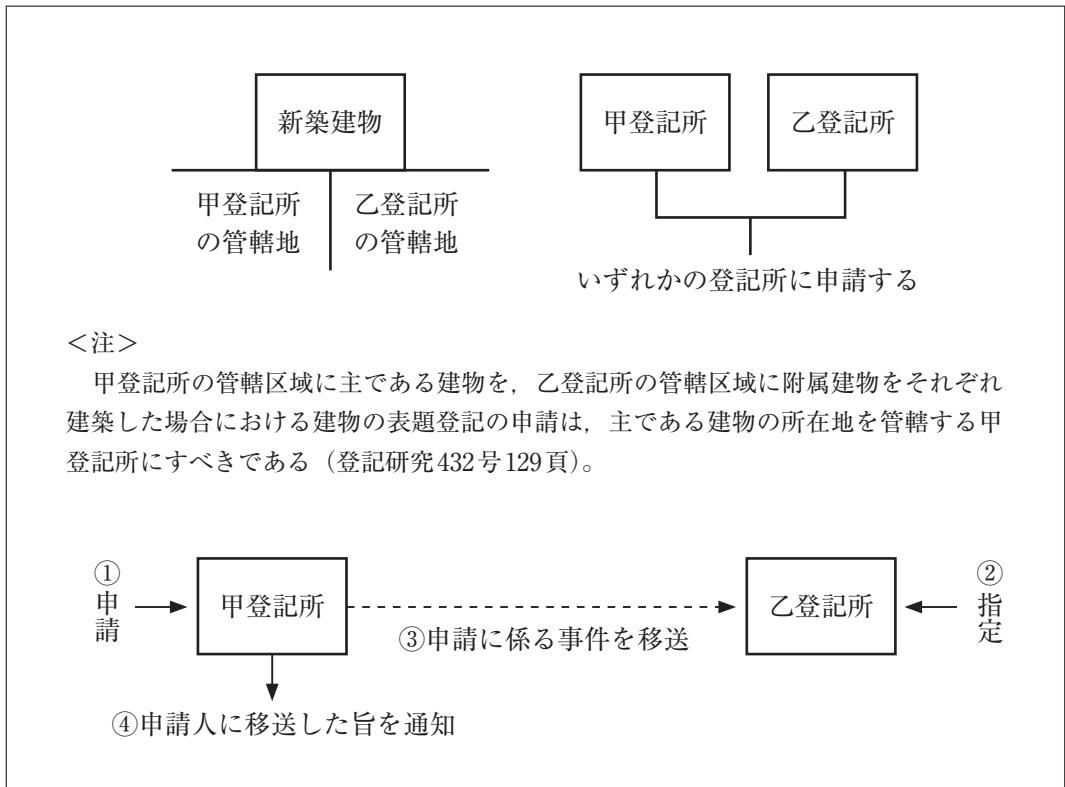 新築建物
甲登記所
の管轄地
乙登記所
の管轄地
甲登記所
乙登記所
いずれかの登記所に申請する
＜注＞
甲登記所の管轄区域に主である建物を，乙登記所の管轄区域に附属建物をそれぞれ
建築した場合における建物の表題登記の申請は，主である建物の所在地を管轄する甲
登記所にすべきである（登記研究432号129頁）。
①申請
甲登記所
③申請に係る事件を移送
乙登記所
②指定
④申請人に移送した旨を通知